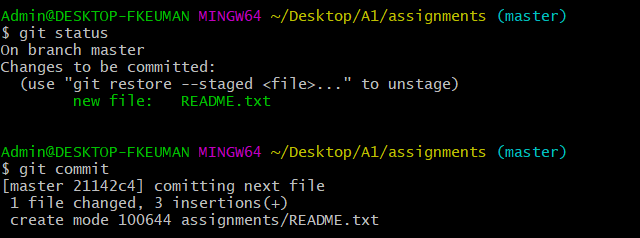 Admin@DESKTOP-FKEUMAN MINGW64 ~/Desktop/A1/assignments (master)
$ git status
On branch master
Changes to be committed:
  (use "git restore --staged <file>..." to unstage)
        new file:   README.txt
Admin@DESKTOP-FKEUMAN MINGW64 ~/Desktop/A1/assignments (master)
$ git commit
[master 21142c4] comitting next file
 1 file changed, 3 insertions(+)
 create mode 100644 assignments/README.txt